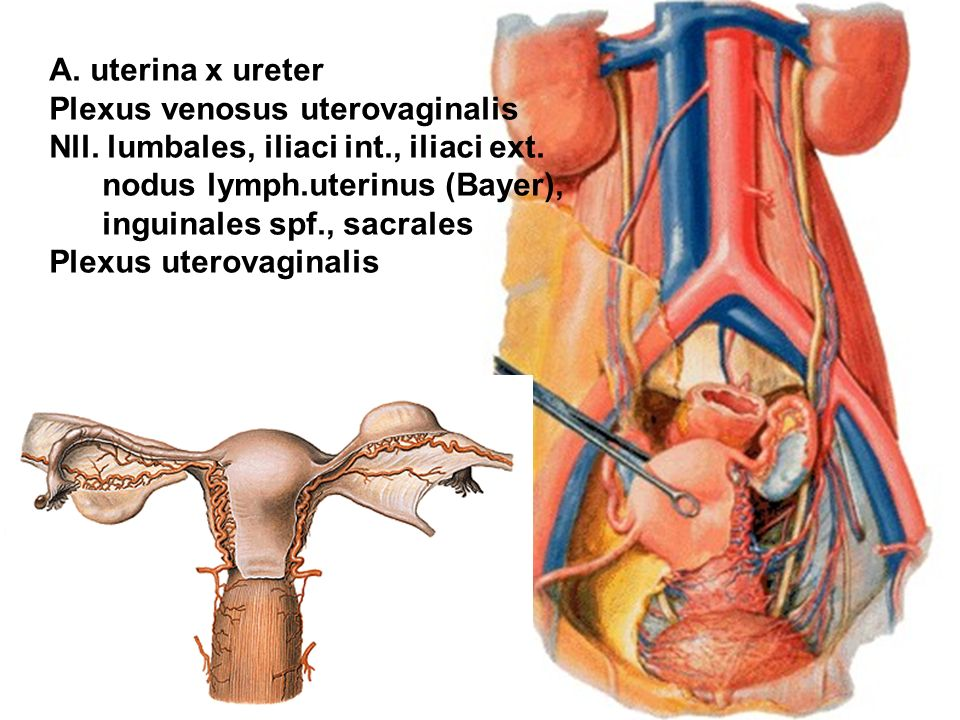 A. uterina x ureter
Plexus venosus uterovaginalis
Nll. lumbales, iliaci int., iliaci ext.
nodus lymph.uterinus (Bayer),
inguinales spf., sacrales
Plexus uterovaginalis